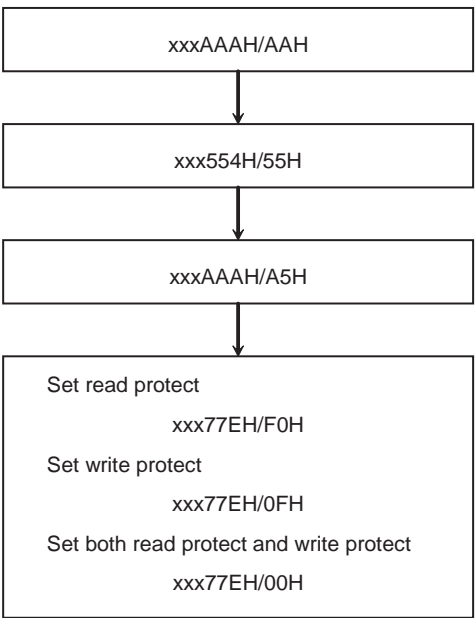 xxxAAAH/AAH
xxx554H/55H
xxxAAAH/A5H
Set read protect
xxx77EH/F0H
Set write protect
xxx77EH/0FH
Set both read protect and write protect
xxx77EH/00H